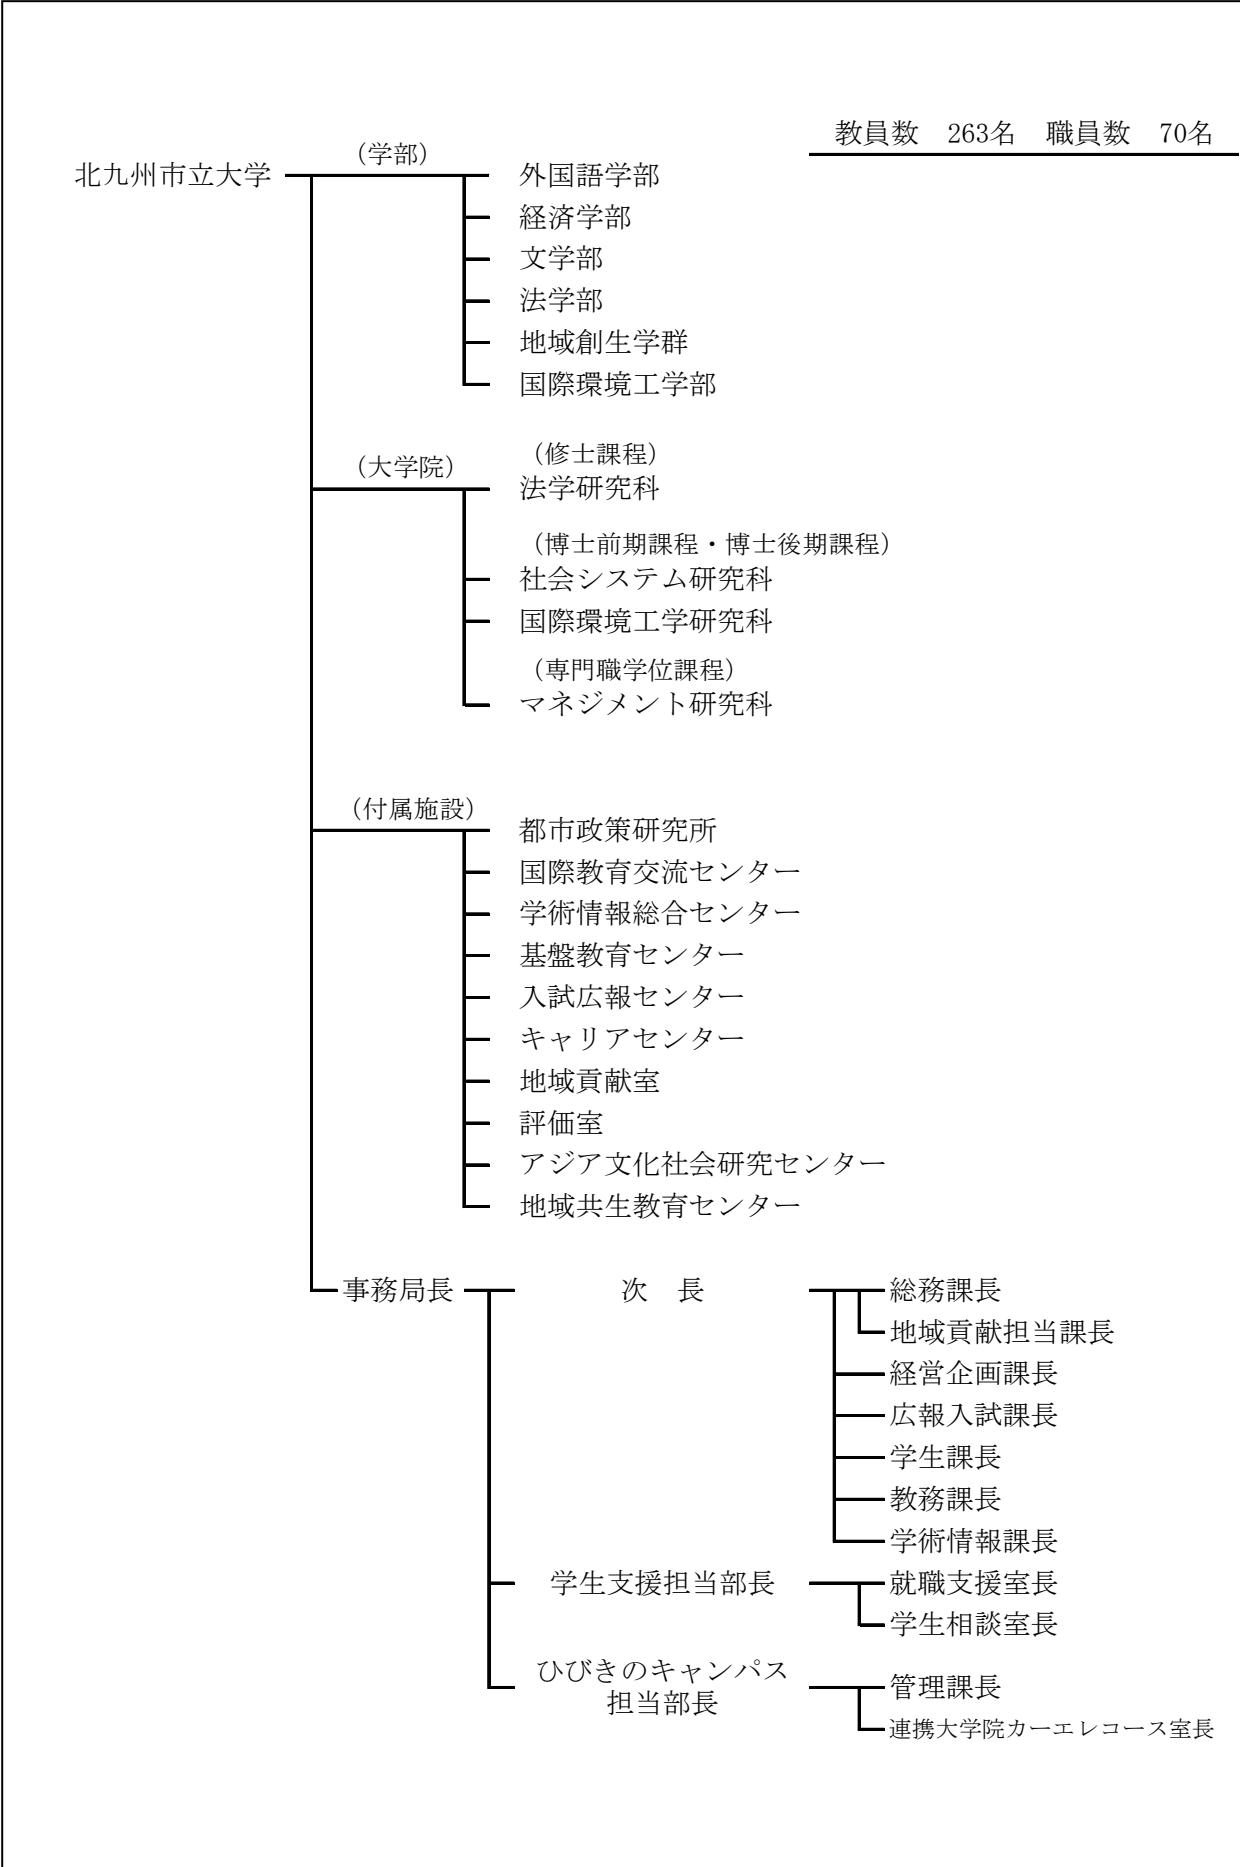 教員数　263名　職員数　70名
（学部）
北九州市立大学
外国語学部
経済学部
文学部
法学部
地域創生学群
国際環境工学部
（大学院）
（修士課程）
法学研究科
（博士前期課程・博士後期課程）
社会システム研究科
国際環境工学研究科
（専門職学位課程）
マネジメント研究科
（付属施設）
都市政策研究所
国際教育交流センター
学術情報総合センター
基盤教育センター
入試広報センター
キャリアセンター
地域貢献室
評価室
アジア文化社会研究センター
地域共生教育センター
事務局長
次　長
総務課長
地域貢献担当課長
経営企画課長
広報入試課長
学生課長
教務課長
学術情報課長
学生支援担当部長
就職支援室長
学生相談室長
ひびきのキャンパス
担当部長
管理課長
連携大学院カーエレコース室長